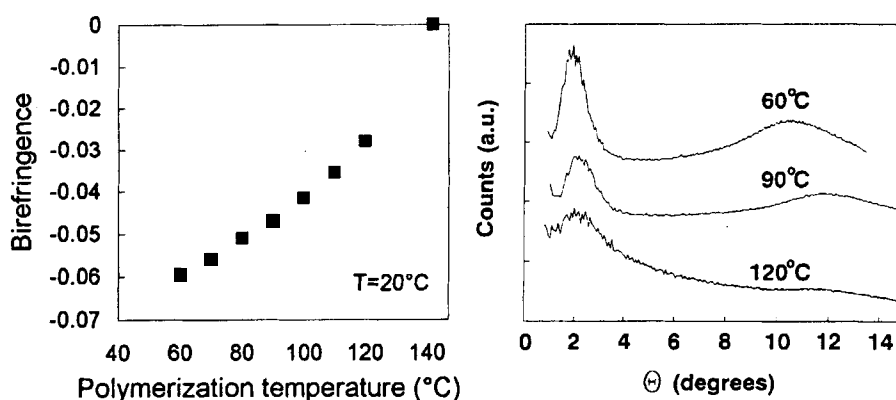 0
-0.01
-0.02
-0.03
-0.04
-0.05
-0.06
-0.07
Birefringence
T=20°C
40 60 80 100 120 140
Polymerization temperature (°C)
Counts (a.u.)
60°C
90°C
120°C
0 2 4 6 8 10 12 14
Θ (degrees)